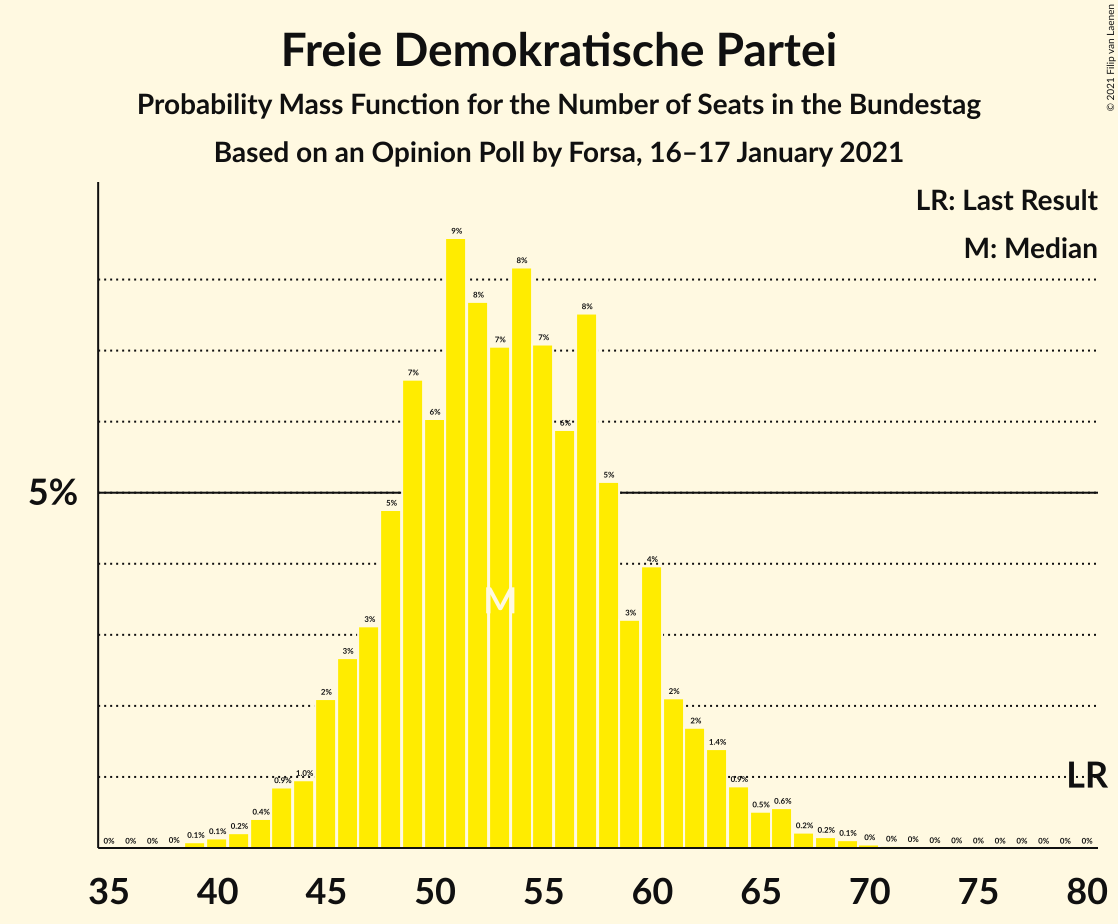 Freie Demokratische Partei
Probability Mass Function for the Number of Seats in the Bundestag
Based on an Opinion Poll by Forsa, 16–17 January 2021
© 2021 Filip van Laenen
LR: Last Result
M: Median
5%
0% 0% 0% 0% 0.1% 0.1% 0.2% 0.4% 0.9% 1.0% 2% 3% 3% 5% 7% 6% 9% 8% 7% 8% 7% 6% 8% 5% 3% 4% 2% 2% 1.4% 0.9% 0.5% 0.6% 0.2% 0.2% 0.1% 0% 0% 0% 0% 0% 0% 0% 0% 0% 0% 0%
M
LR
35 40 45 50 55 60 65 70 75 80